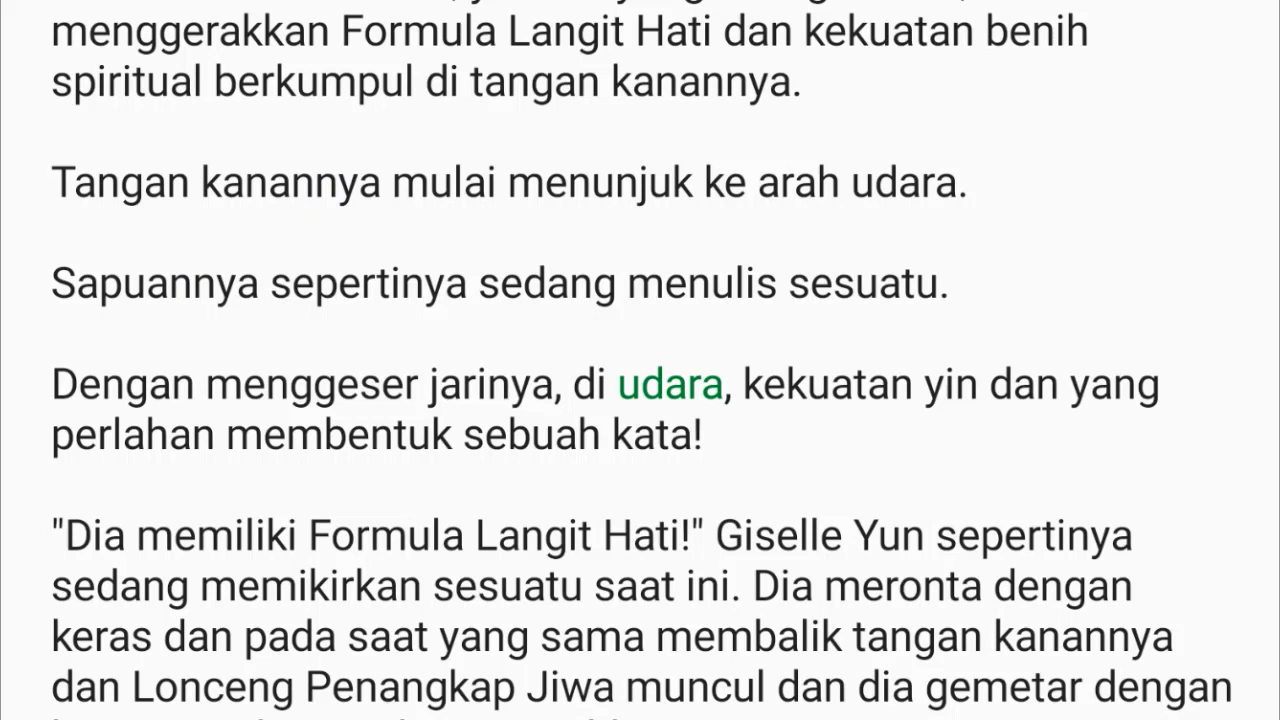 menggerakkan Formula Langit Hati dan kekuatan benih
spiritual berkumpul di tangan kanannya.
Tangan kanannya mulai menunjuk ke arah udara.
Sapuannya sepertinya sedang menulis sesuatu.
Dengan menggeser jarinya, di udara, kekuatan yin dan yang
perlahan membentuk sebuah kata!
"Dia memiliki Formula Langit Hati!" Giselle Yun sepertinya
sedang memikirkan sesuatu saat ini. Dia meronta dengan
keras dan pada saat yang sama membalik tangan kanannya
dan Lonceng Penangkap Jiwa muncul dan dia gemetar dengan